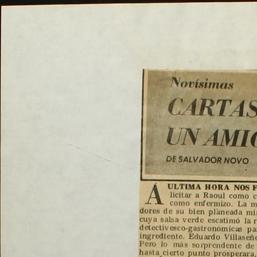 Novísimas
CARTAS
UN AMIG
DE SALVADOR NOVO
A ULTIMA HORA NOS F
licitar a Raoul como c
como enfermizo. La m
dores de su bien planeada mi
cuya salsa verde escatimó la r
detectivesco-gastronómicas pa
ingrediente. Eduardo Villaseñ
Pero lo más sorprendente de
hasta cierto punto prosperara,